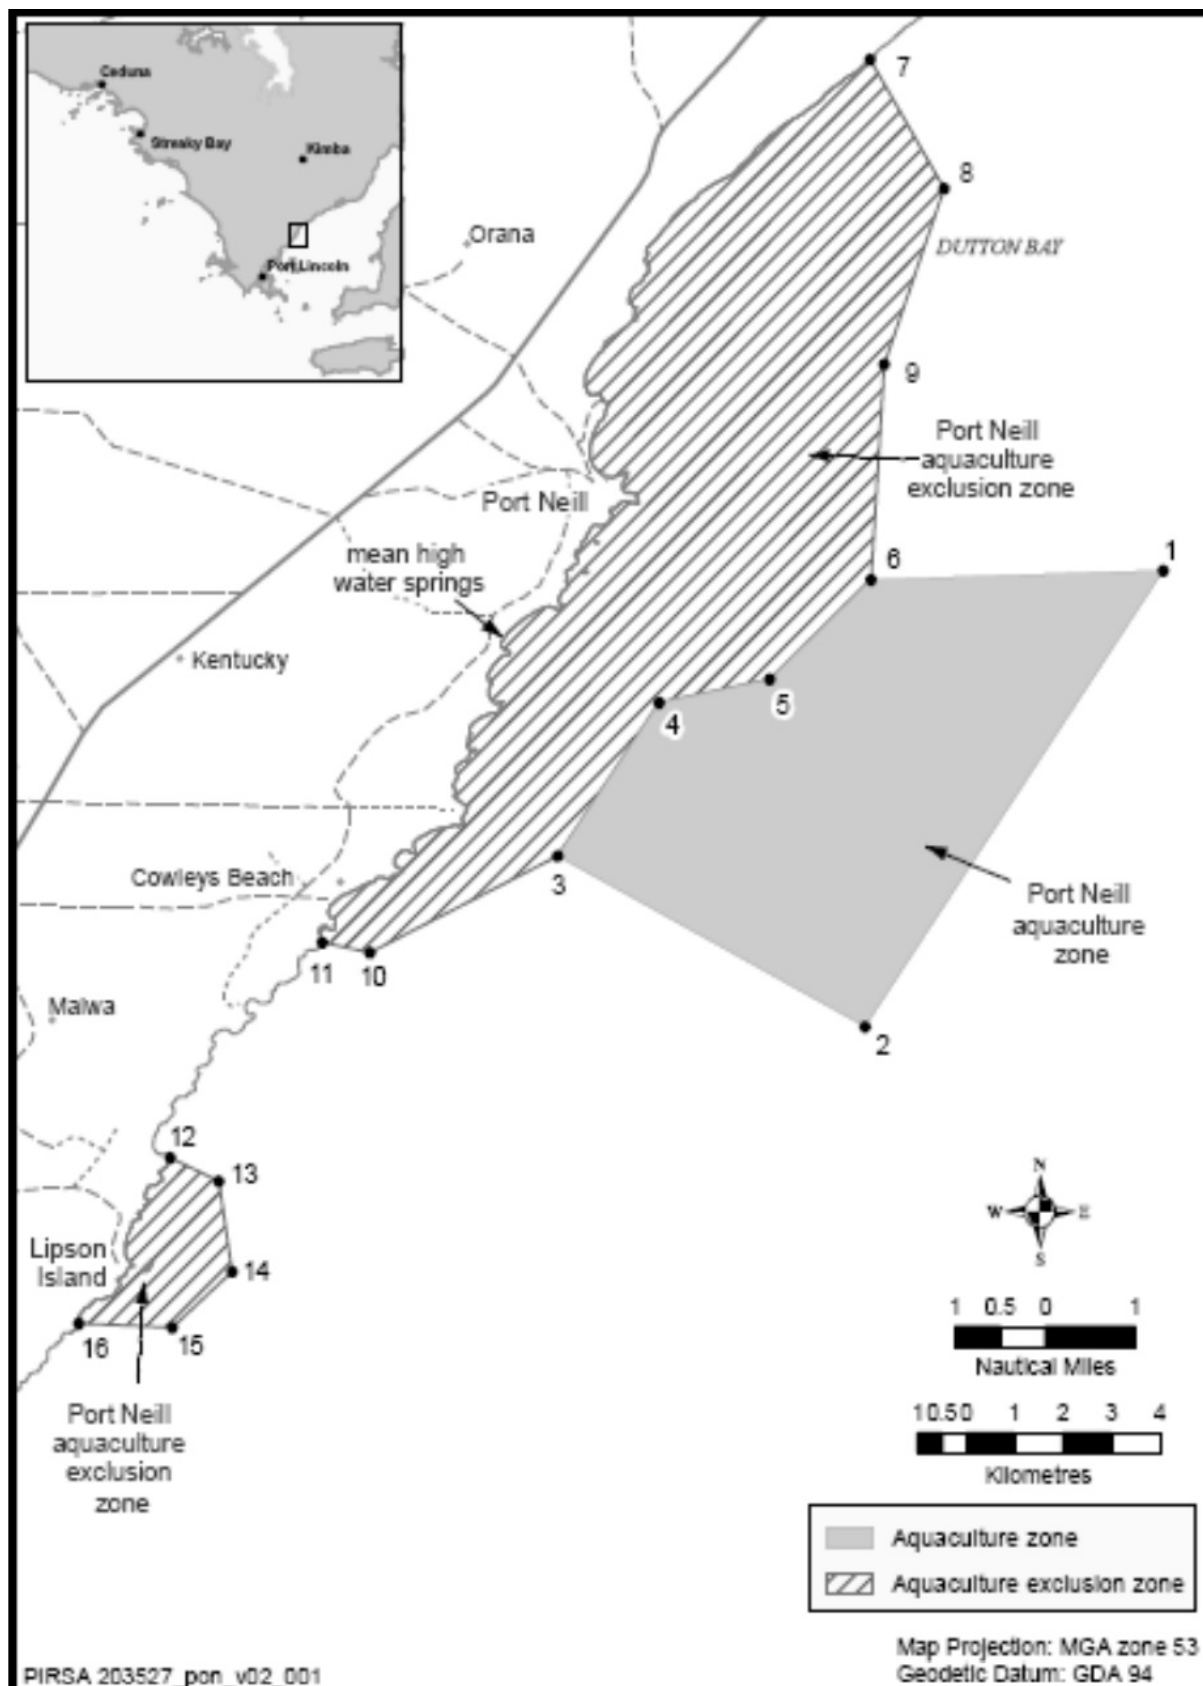 Ceduna
Streaky Bay
Kimba
Port Lincoln
7
8
Orana
DUTTON BAY
9
Port Neill
aquaculture
exclusion zone
Port Neill
mean high
water springs
6
1
Kentucky
5
4
Cowleys Beach
3
Port Neill
aquaculture
zone
11
10
Malwa
2
12
13
Lipson
Island
14
16
15
Port Neill
aquaculture
exclusion
zone
N
W E
S
1 0.5 0 1
Nautical Miles
1 0.5 0 1 2 3 4
Kilometres
Aquaculture zone
Aquaculture exclusion zone
Map Projection: MGA zone 53
Geodetic Datum: GDA 94
PIRSA 203527_pon_v02_001